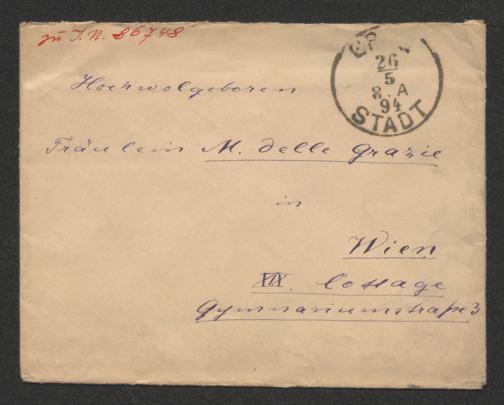 zu I.N. 86748
26
5
8. A
94
STADT
Hochwolgeboren
Fräulein M. delle Grazie
in
Wien
XIX. Cottage
Gymnasiumstraße 3